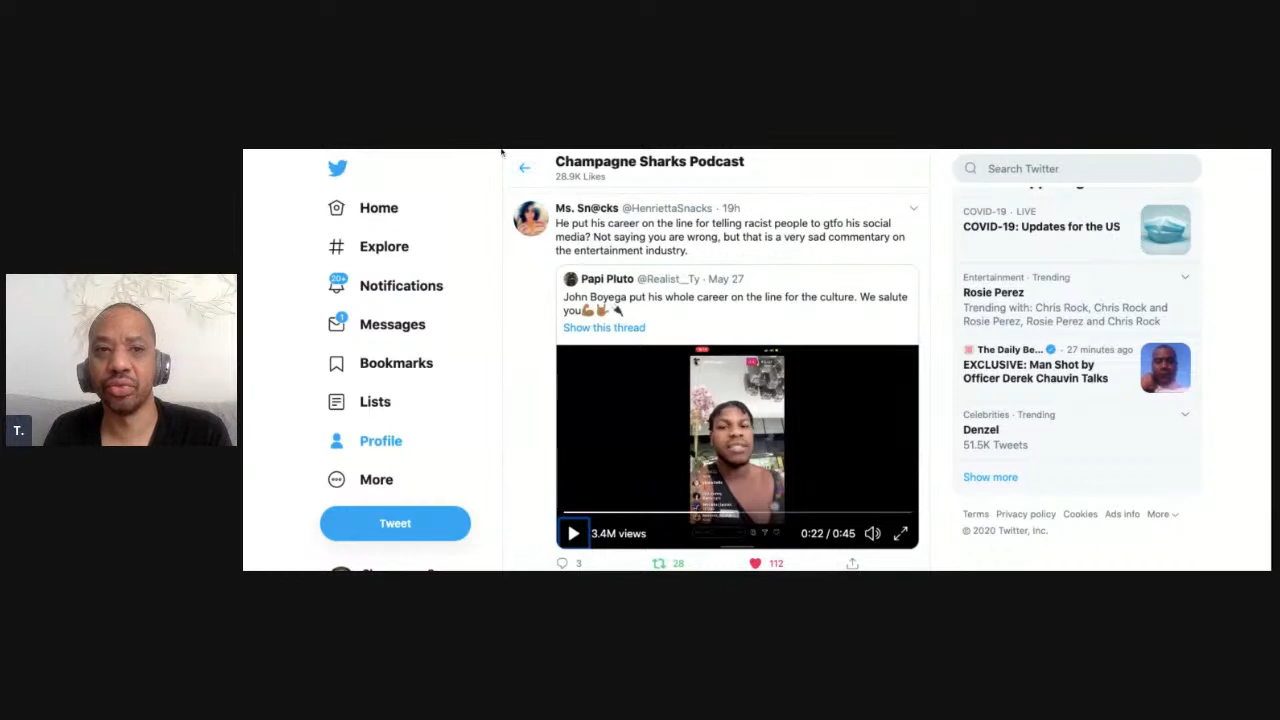 T.
Home
Explore
20+
Notifications
1
Messages
Bookmarks
Lists
Profile
More
Tweet
Champagne Sharks Podcast
28.9K Likes
Ms. Sn@cks @HenriettaSnacks · 19h
He put his career on the line for telling racist people to gtfo his social
media? Not saying you are wrong, but that is a very sad commentary on
the entertainment industry.
Papi Pluto @Realist__Ty · May 27
John Boyega put his whole career on the line for the culture. We salute
you💪🏾🤟🏾🔌
Show this thread
3.4M views
0:22 / 0:45
3
28
112
Search Twitter
COVID-19 · LIVE
COVID-19: Updates for the US
Entertainment · Trending
Rosie Perez
Trending with: Chris Rock, Chris Rock and
Rosie Perez, Rosie Perez and Chris Rock
The Daily Be... · 27 minutes ago
EXCLUSIVE: Man Shot by
Officer Derek Chauvin Talks
Celebrities · Trending
Denzel
51.5K Tweets
Show more
Terms Privacy policy Cookies Ads info More
© 2020 Twitter, Inc.